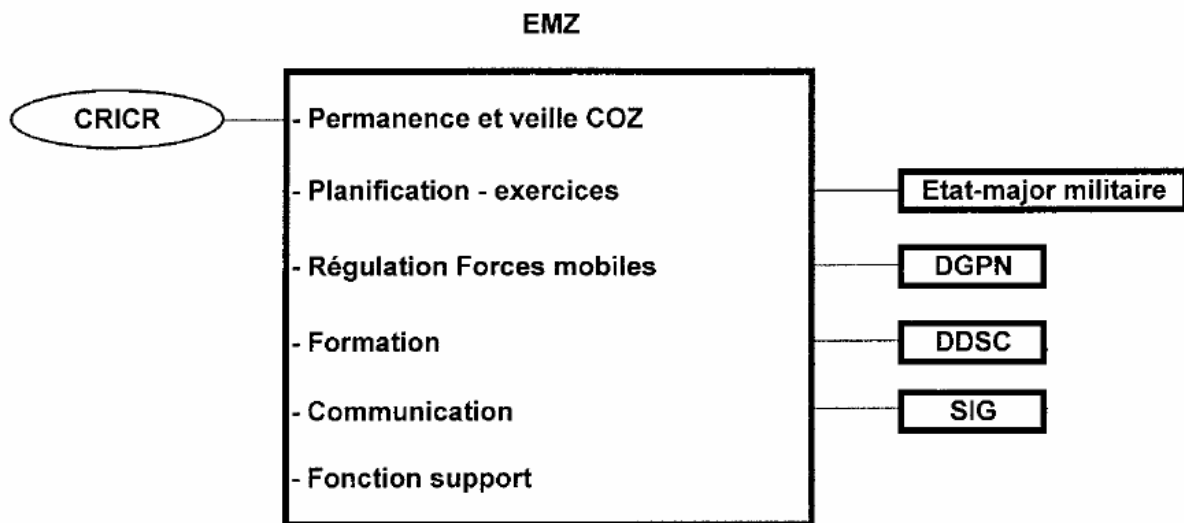 EMZ
CRICR
- Permanence et veille COZ
- Planification - exercices
Etat-major militaire
- Régulation Forces mobiles
DGPN
- Formation
DDSC
- Communication
SIG
- Fonction support